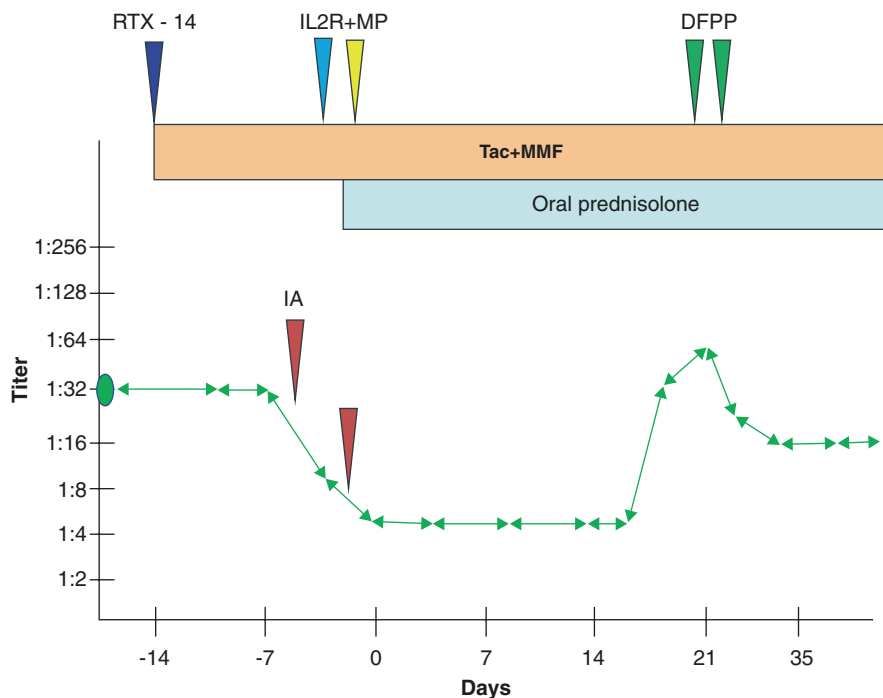 RTX - 14 IL2R+MP DFPP
Tac+MMF
Oral prednisolone
1:256
IA
1:128
1:64
1:32
1:16
1:8
1:4
1:2
Titer
-14 -7 0 7 14 21 35
Days